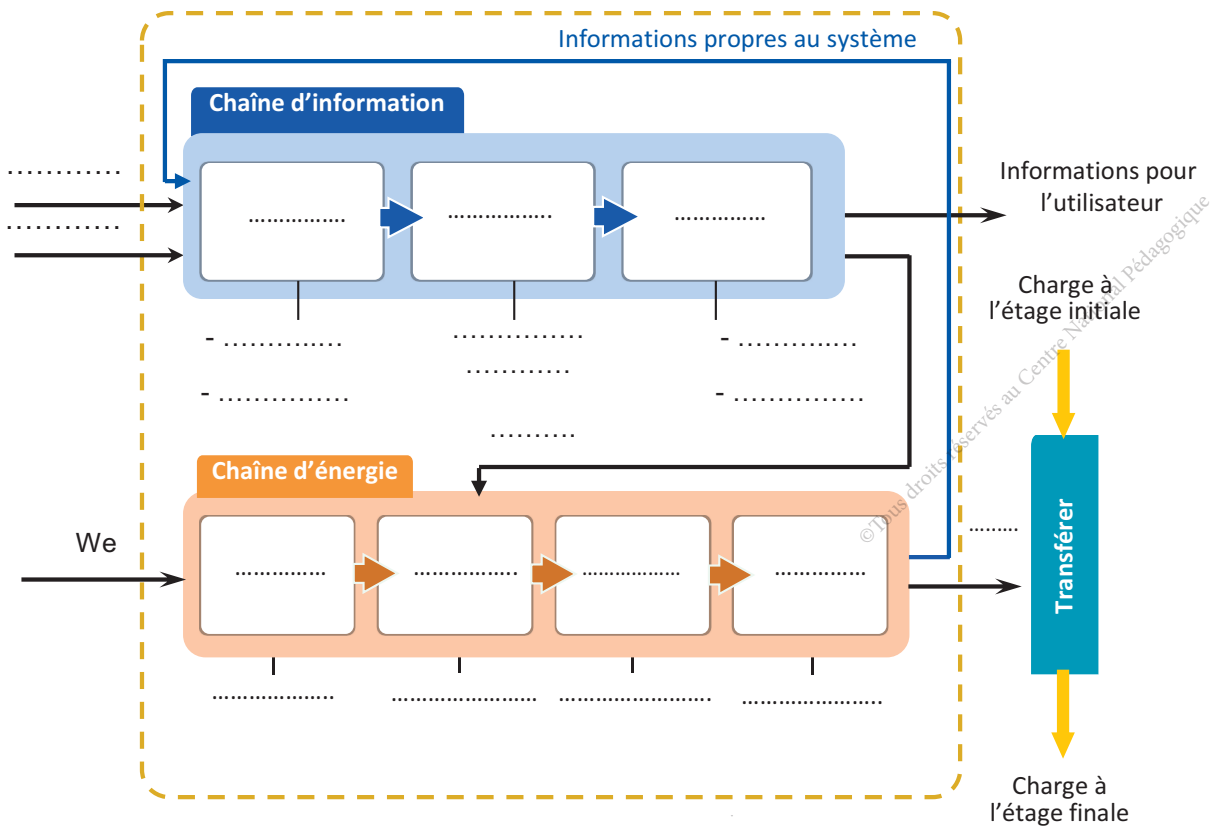 Informations propres au système
Chaîne d'information
............
............
................
..................
................
Informations pour
l'utilisateur
Charge à
l'étage initiale
- .............
- ...............
...............
............
..........
- ..............
- ..............
Chaîne d'énergie
We
................
..................
.................
................
.........
Transférer
...................
.........................
..........................
........................
Charge à
l'étage finale
©Tous droits réservés au Centre National Pédagogique